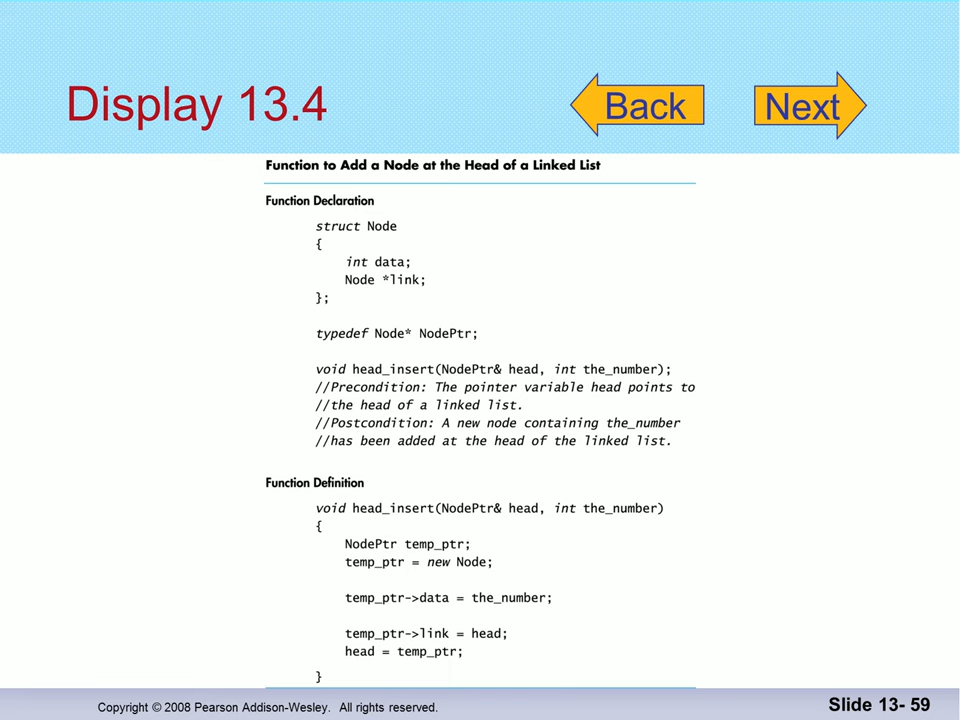 Display 13.4
Back
Next
Function to Add a Node at the Head of a Linked List
Function Declaration
struct Node
{
int data;
Node *link;
};
typedef Node* NodePtr;
void head_insert(NodePtr& head, int the_number);
//Precondition: The pointer variable head points to
//the head of a linked list.
//Postcondition: A new node containing the_number
//has been added at the head of the linked list.
Function Definition
void head_insert(NodePtr& head, int the_number)
{
NodePtr temp_ptr;
temp_ptr = new Node;
temp_ptr->data = the_number;
temp_ptr->link = head;
head = temp_ptr;
}
Copyright © 2008 Pearson Addison-Wesley. All rights reserved.
Slide 13- 59